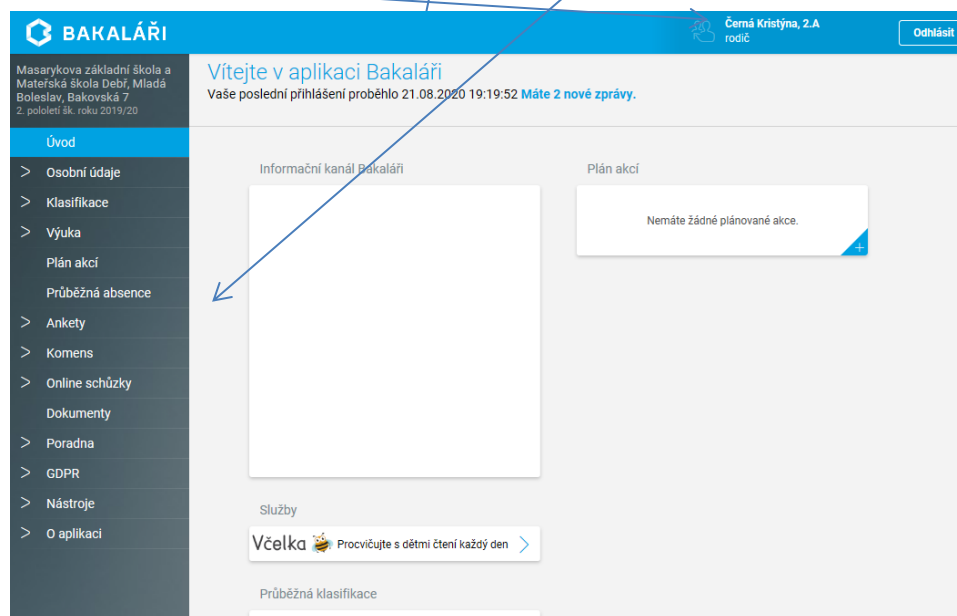 BAKALÁŘI
Černá Kristýna, 2.A
rodič
Odhlásit
Masarykova základní škola a
Mateřská škola Debř, Mladá
Boleslav, Bakovská 7
2. pololetí šk. roku 2019/20
Vítejte v aplikaci Bakaláři
Vaše poslední přihlášení proběhlo 21.08.2020 19:19:52 Máte 2 nové zprávy.
Úvod
> Osobní údaje
> Klasifikace
> Výuka
Plán akcí
Průběžná absence
> Ankety
> Komens
> Online schůzky
Dokumenty
> Poradna
> GDPR
> Nástroje
> O aplikaci
Informační kanál Bakaláři
Plán akcí
Nemáte žádné plánované akce.
+
Služby
Včelka Procvičujte s dětmi čtení každý den >
Průběžná klasifikace